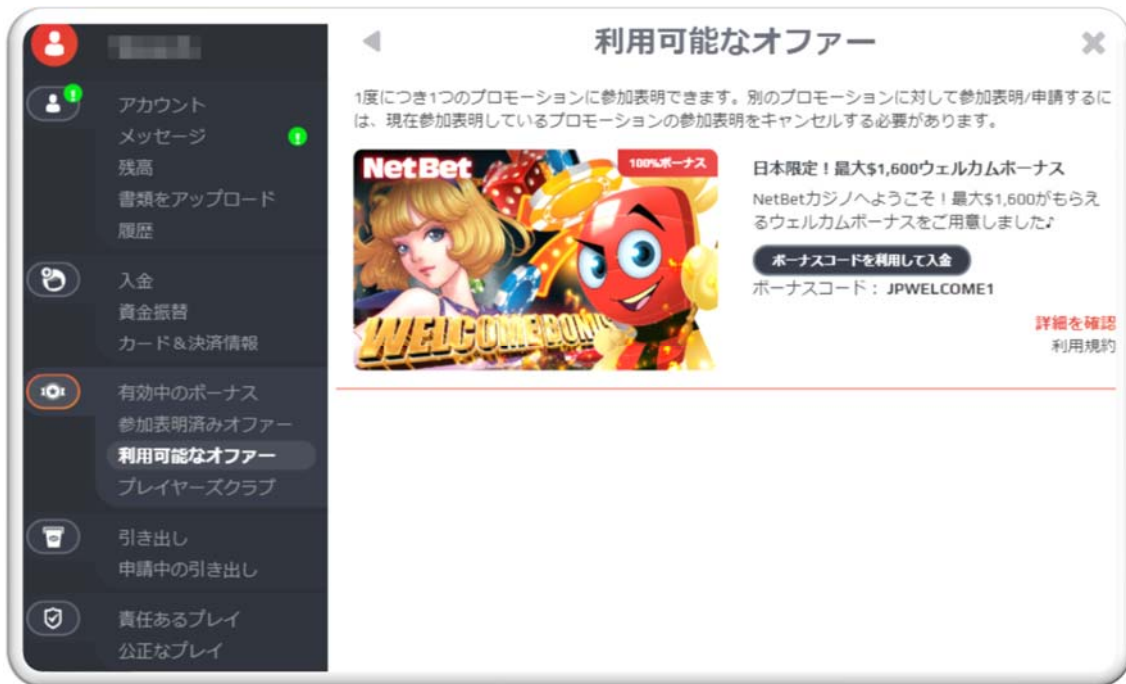 アカウント
メッセージ
残高
書類をアップロード
履歴
入金
資金振替
カード&決済情報
有効中のボーナス
参加表明済みオファー
利用可能なオファー
プレイヤーズクラブ
引き出し
申請中の引き出し
責任あるプレイ
公正なプレイ
利用可能なオファー
1度につき1つのプロモーションに参加表明できます。別のプロモーションに対して参加表明/申請するに
は、現在参加表明しているプロモーションの参加表明をキャンセルする必要があります。
NetBet
100%ボーナス
WELCOME BONUS
日本限定!最大$1,600ウェルカムボーナス
NetBetカジノへようこそ!最大$1,600がもらえ
るウェルカムボーナスをご用意しました♪
ボーナスコードを利用して入金
ボーナスコード: JPWELCOME1
詳細を確認
利用規約